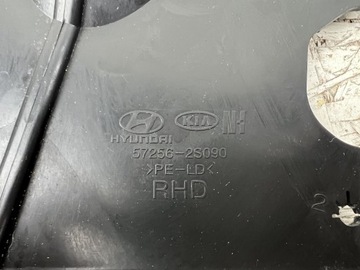 HYUNDAI KIA
57256-2S090
>PE-LD<
RHD
2